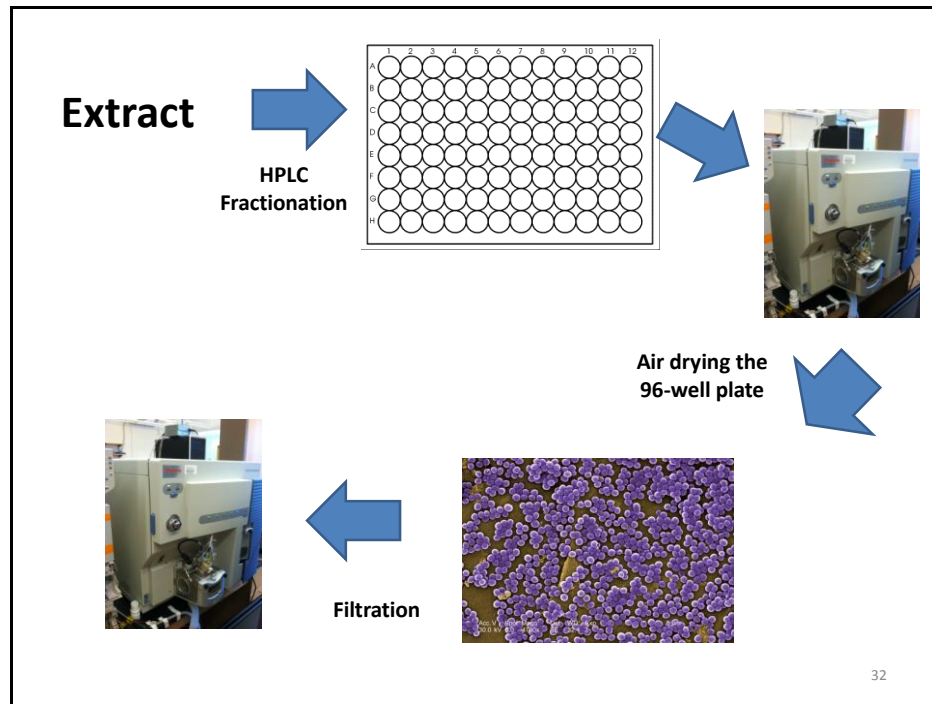 Extract
HPLC
Fractionation
1 2 3 4 5 6 7 8 9 10 11 12
A
B
C
D
E
F
G
H
Air drying the
96-well plate
Filtration
32